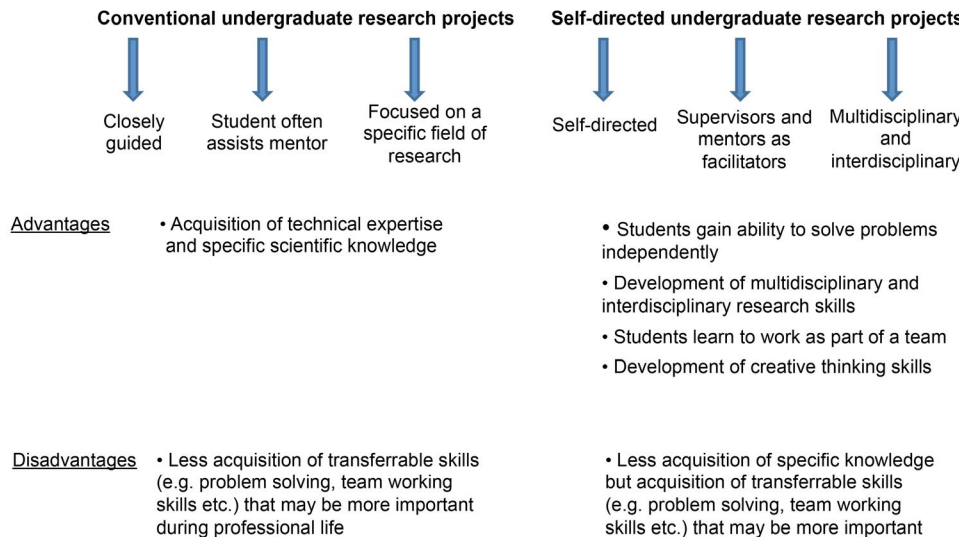 Conventional undergraduate research projects
Self-directed undergraduate research projects
Closely
guided
Student often
assists mentor
Focused on a
specific field of
research
Self-directed
Supervisors and
mentors as
facilitators
Multidisciplinary
and
interdisciplinary
Advantages
• Acquisition of technical expertise
and specific scientific knowledge
• Students gain ability to solve problems
independently
• Development of multidisciplinary and
interdisciplinary research skills
• Students learn to work as part of a team
• Development of creative thinking skills
Disadvantages
• Less acquisition of transferrable skills
(e.g. problem solving, team working
skills etc.) that may be more important
during professional life
• Less acquisition of specific knowledge
but acquisition of transferrable skills
(e.g. problem solving, team working
skills etc.) that may be more important